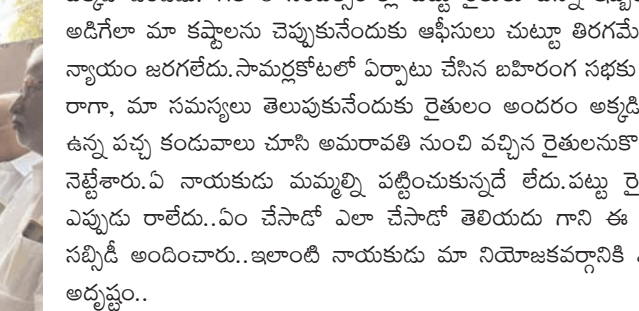 అడిగేలా మా కష్టాలను చెప్పుకునేందుకు ఆఫీసులు చుట్టూ తిరగమే
న్యాయం జరగలేదు.సామర్లకోటలో ఏర్పాటు చేసిన బహిరంగ సభకు
రాగా, మా సమస్యలు తెలుపుకునేందుకు రైతులం అందరం అక్కడి
ఉన్న పచ్చ కండువాలు చూసి అమరావతి నుంచి వచ్చిన రైతులనుకొ
నెట్టేశారు.ఏ నాయకుడు మమ్మల్ని పట్టించుకున్నదే లేదు.పట్టు రై
ఎప్పుడు రాలేదు..ఏం చేసాడో ఎలా చేసాడో తెలియదు గాని ఈ
సబ్సిడీ అందించారు..ఇలాంటి నాయకుడు మా నియోజకవర్గానికి
అదృష్టం..